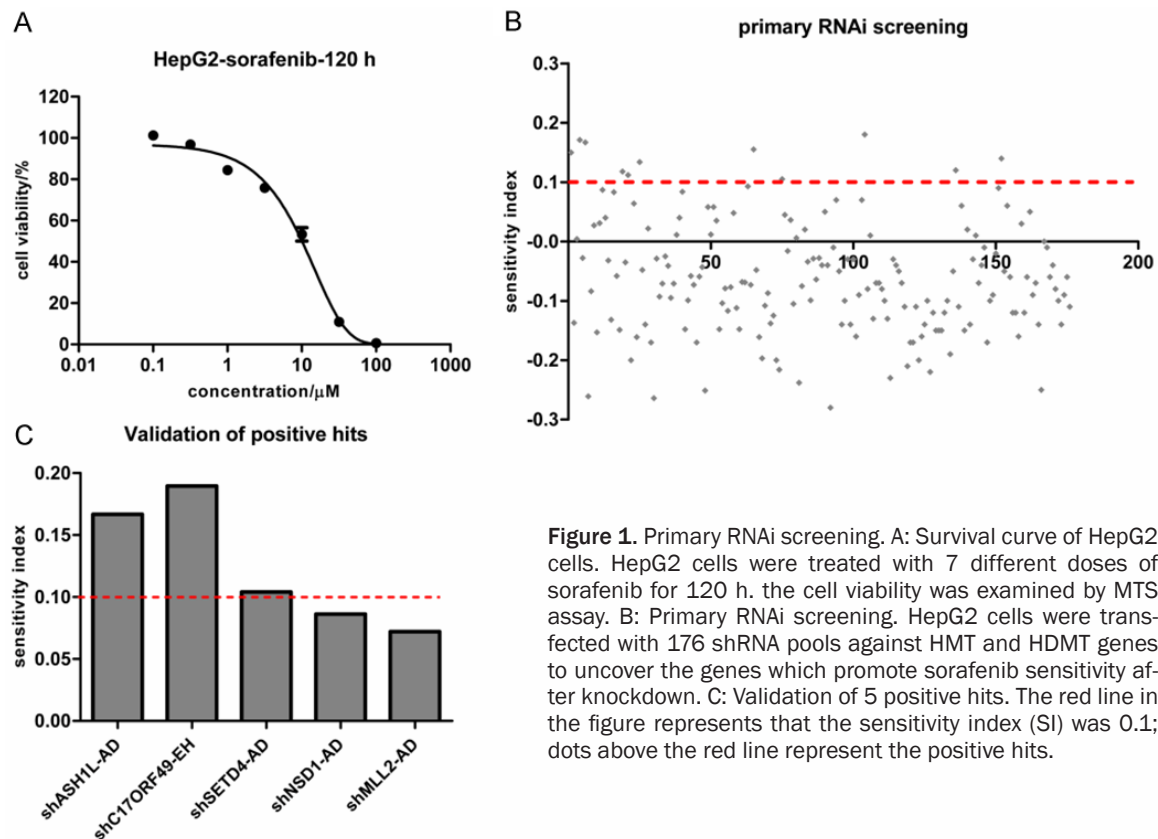 A
HepG2-sorafenib-120 h
120
100
80
60
40
20
0
cell viability/%
0.01
0.1
1
10
100
1000
concentration/μM
B
primary RNAi screening
0.3
0.2
0.1
-0.0
-0.1
-0.2
-0.3
sensitivity index
50
100
150
200
C
Validation of positive hits
0.20
0.15
0.10
0.05
0.00
sensitivity index
shASH1L-AD
shC17ORF49-EH
shSETD4-AD
shNSD1-AD
shMLL2-AD
Figure 1. Primary RNAi screening. A: Survival curve of HepG2
cells. HepG2 cells were treated with 7 different doses of
sorafenib for 120 h. the cell viability was examined by MTS
assay. B: Primary RNAi screening. HepG2 cells were trans-
fected with 176 shRNA pools against HMT and HDMT genes
to uncover the genes which promote sorafenib sensitivity af-
ter knockdown. C: Validation of 5 positive hits. The red line in
the figure represents that the sensitivity index (SI) was 0.1;
dots above the red line represent the positive hits.